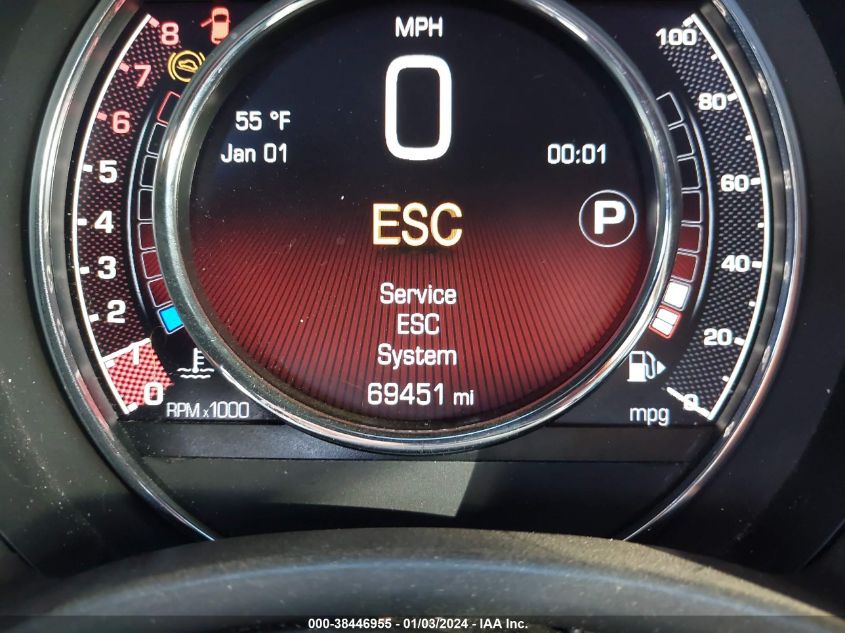 MPH
0
55 °F
Jan 01
00:01
ESC
P
Service
ESC
System
69451 mi
8
7
6
5
4
3
2
1
0
RPM x1000
100
80
60
40
20
0
mpg
000-38446955 / 01/03/2024 - IAA Inc.